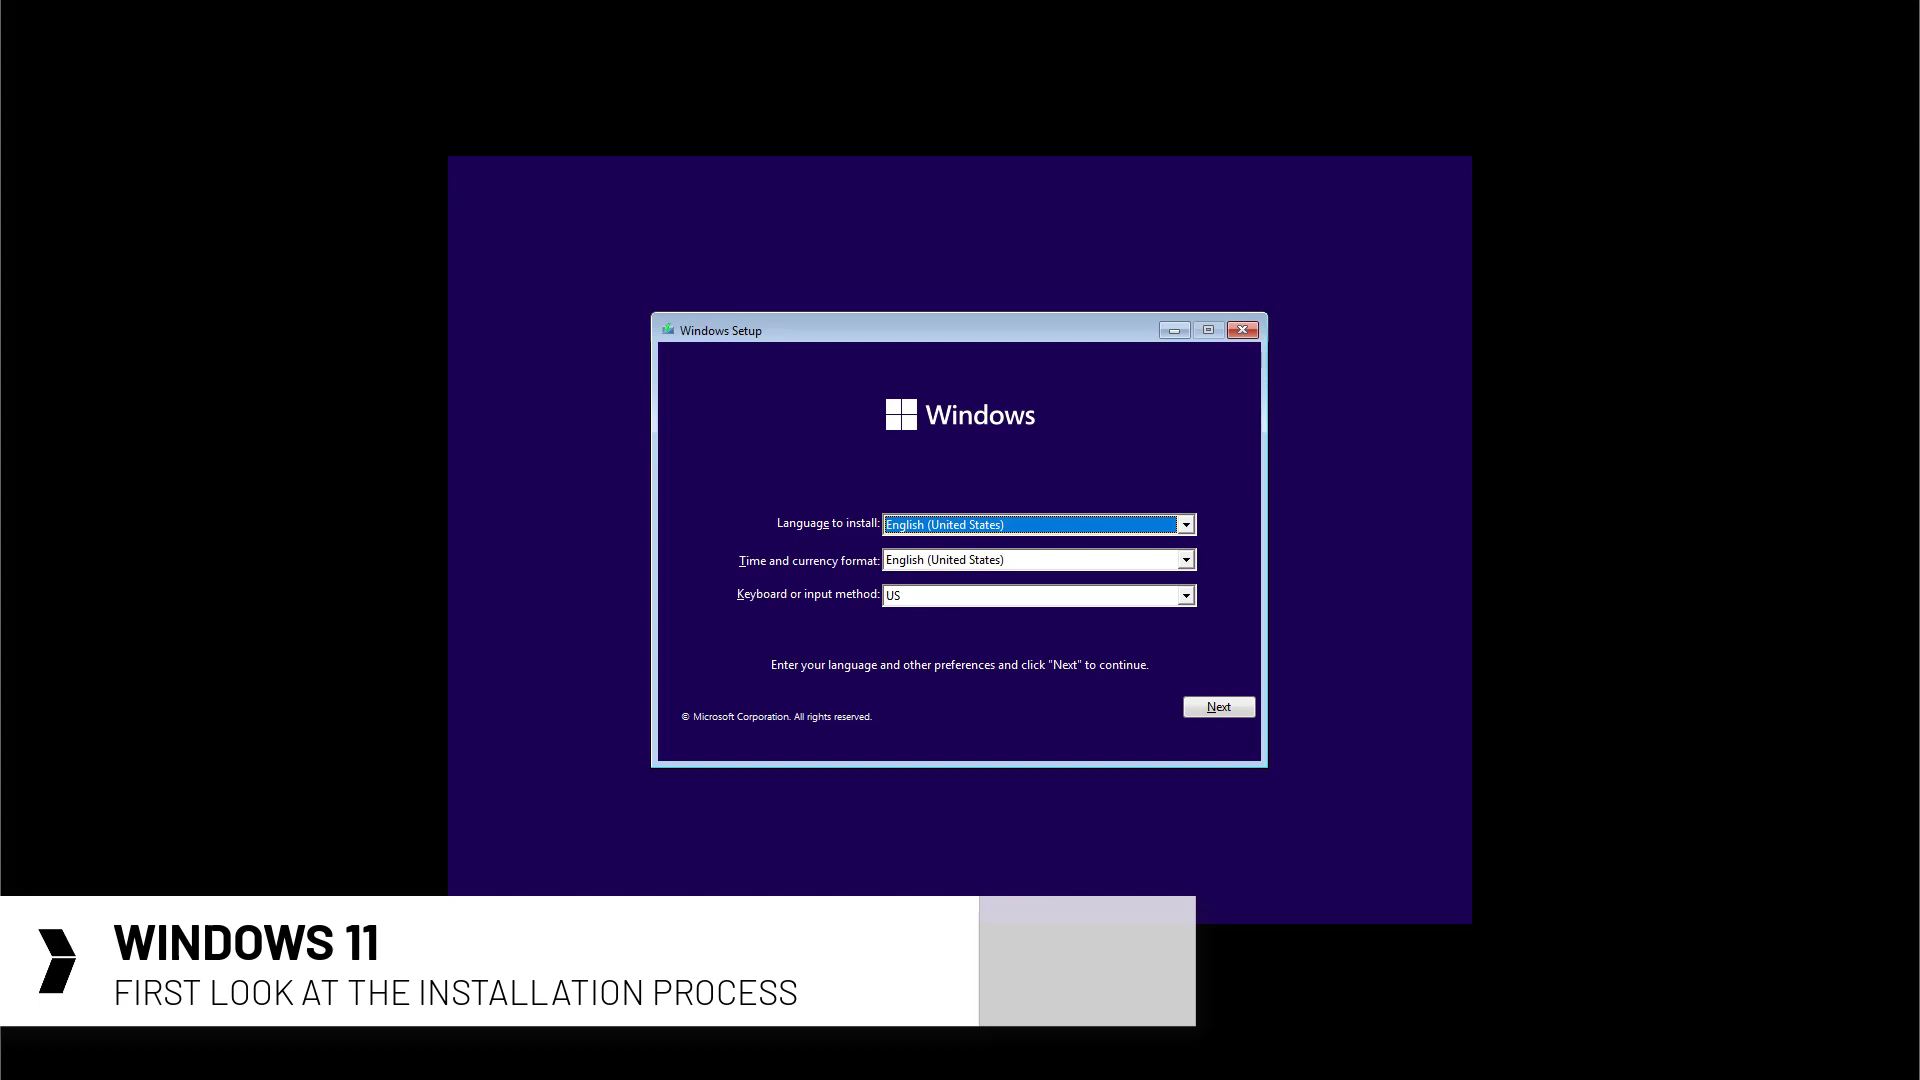 Windows Setup
Windows
Language to install: English (United States)
Time and currency format: English (United States)
Keyboard or input method: US
Enter your language and other preferences and click "Next" to continue.
Next
© Microsoft Corporation. All rights reserved.
WINDOWS 11
FIRST LOOK AT THE INSTALLATION PROCESS